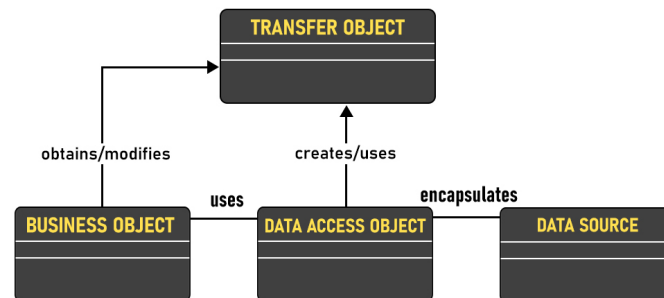 TRANSFER OBJECT
obtains/modifies
creates/uses
uses
encapsulates
BUSINESS OBJECT
DATA ACCESS OBJECT
DATA SOURCE